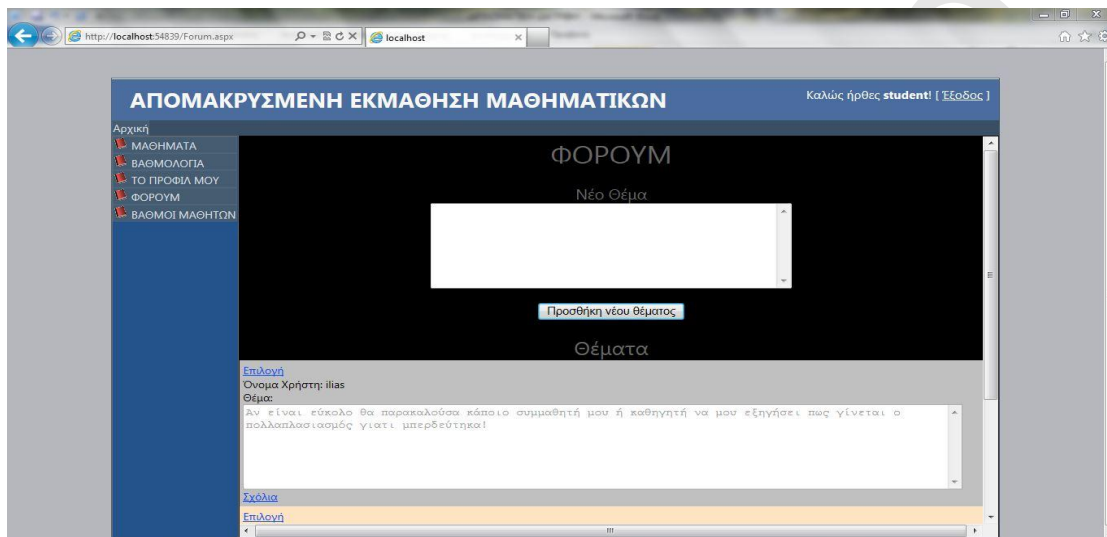 http://localhost:54839/Forum.aspx
localhost
ΑΠΟΜΑΚΡΥΣΜΕΝΗ ΕΚΜΑΘΗΣΗ ΜΑΘΗΜΑΤΙΚΩΝ
Καλώς ήρθες student! [ Έξοδος ]
Αρχική
ΜΑΘΗΜΑΤΑ
ΒΑΘΜΟΛΟΓΙΑ
ΤΟ ΠΡΟΦΙΛ ΜΟΥ
ΦΟΡΟΥΜ
ΒΑΘΜΟΙ ΜΑΘΗΤΩΝ
ΦΟΡΟΥΜ
Νέο Θέμα
Προσθήκη νέου θέματος
Θέματα
Επιλογή
Όνομα Χρήστη: ilias
Θέμα:
Άν είναι εύκολο θα παρακαλούσα κάποιο συμμαθητή μου ή καθηγητή να μου εξηγήσει πως γίνεται ο
πολλαπλασιασμός γιατι μπερδεύτηκα!
Σχόλια
Επιλογή